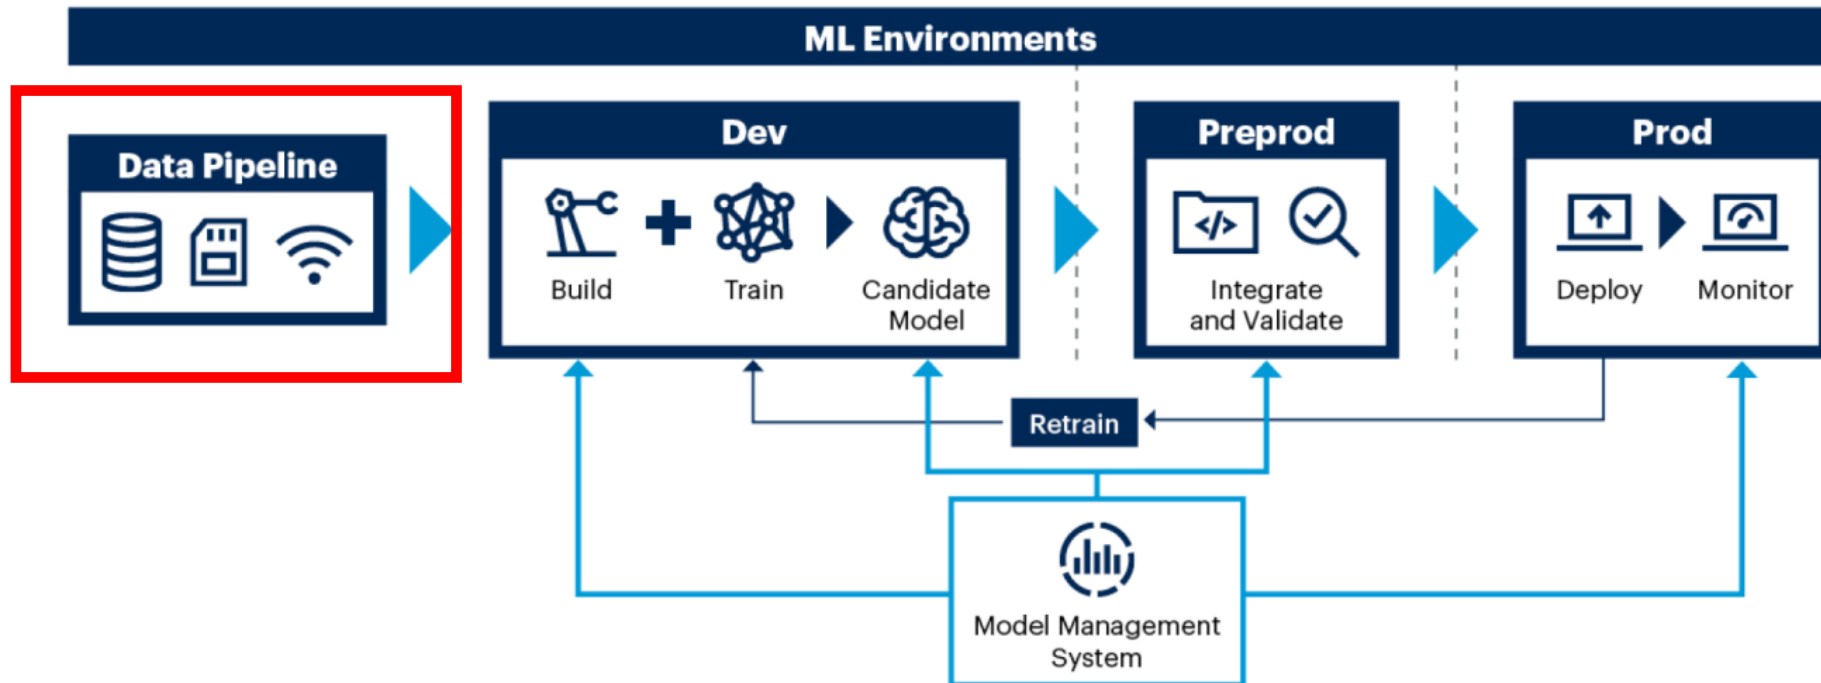 ML Environments
Data Pipeline
Dev
Build
Train
Candidate
Model
Preprod
</>
Integrate
and Validate
Prod
Deploy
Monitor
Retrain
Model Management
System